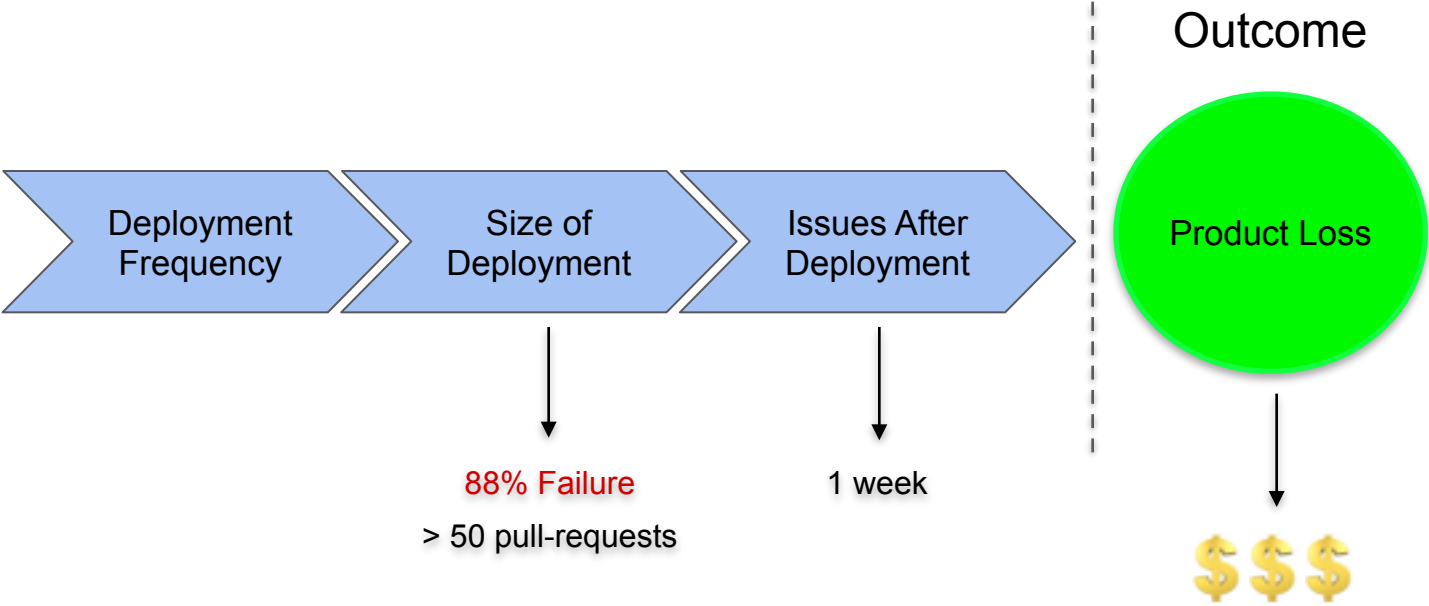 Outcome
Deployment
Frequency
Size of
Deployment
Issues After
Deployment
Product Loss
88% Failure
> 50 pull-requests
1 week
$$$